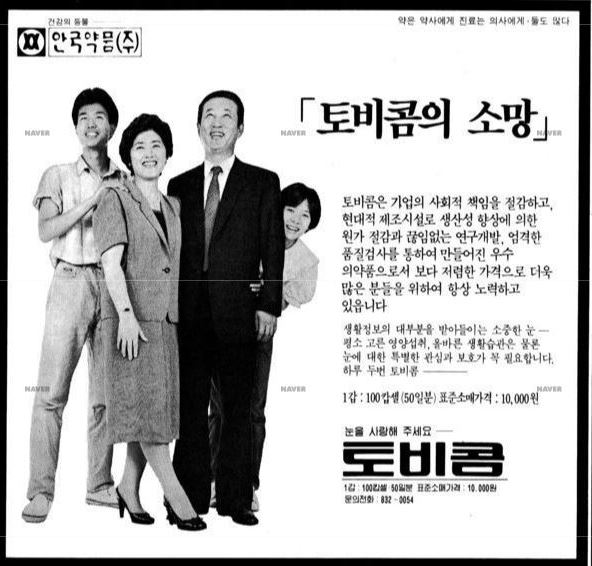 건강의 등불
안국약품(주)
약은 약사에게 진료는 의사에게·둘도 많다
「토비콤의 소망」
토비콤은 기업의 사회적 책임을 절감하고,
현대적 제조시설로 생산성 향상에 의한
원가 절감과 끊임없는 연구개발, 엄격한
품질검사를 통하여 만들어진 우수
의약품으로서 보다 저렴한 가격으로 더욱
많은 분들을 위하여 항상 노력하고
있읍니다
생활정보의 대부분을 받아들이는 소중한 눈—
평소 고른 영양섭취, 올바른 생활습관은 물론
눈에 대한 특별한 관심과 보호가 꼭 필요합니다.
하루 두번 토비콤
1갑 : 100캅셀(50일분) 표준소매가격 : 10,000원
눈을 사랑해 주세요
토비콤
1갑 : 100캅셀·50일분 표준소매가격 : 10,000원
문의전화 : 832-0054
NAVER
NAVER
NAVER
NAVER
NAVER
NAVER